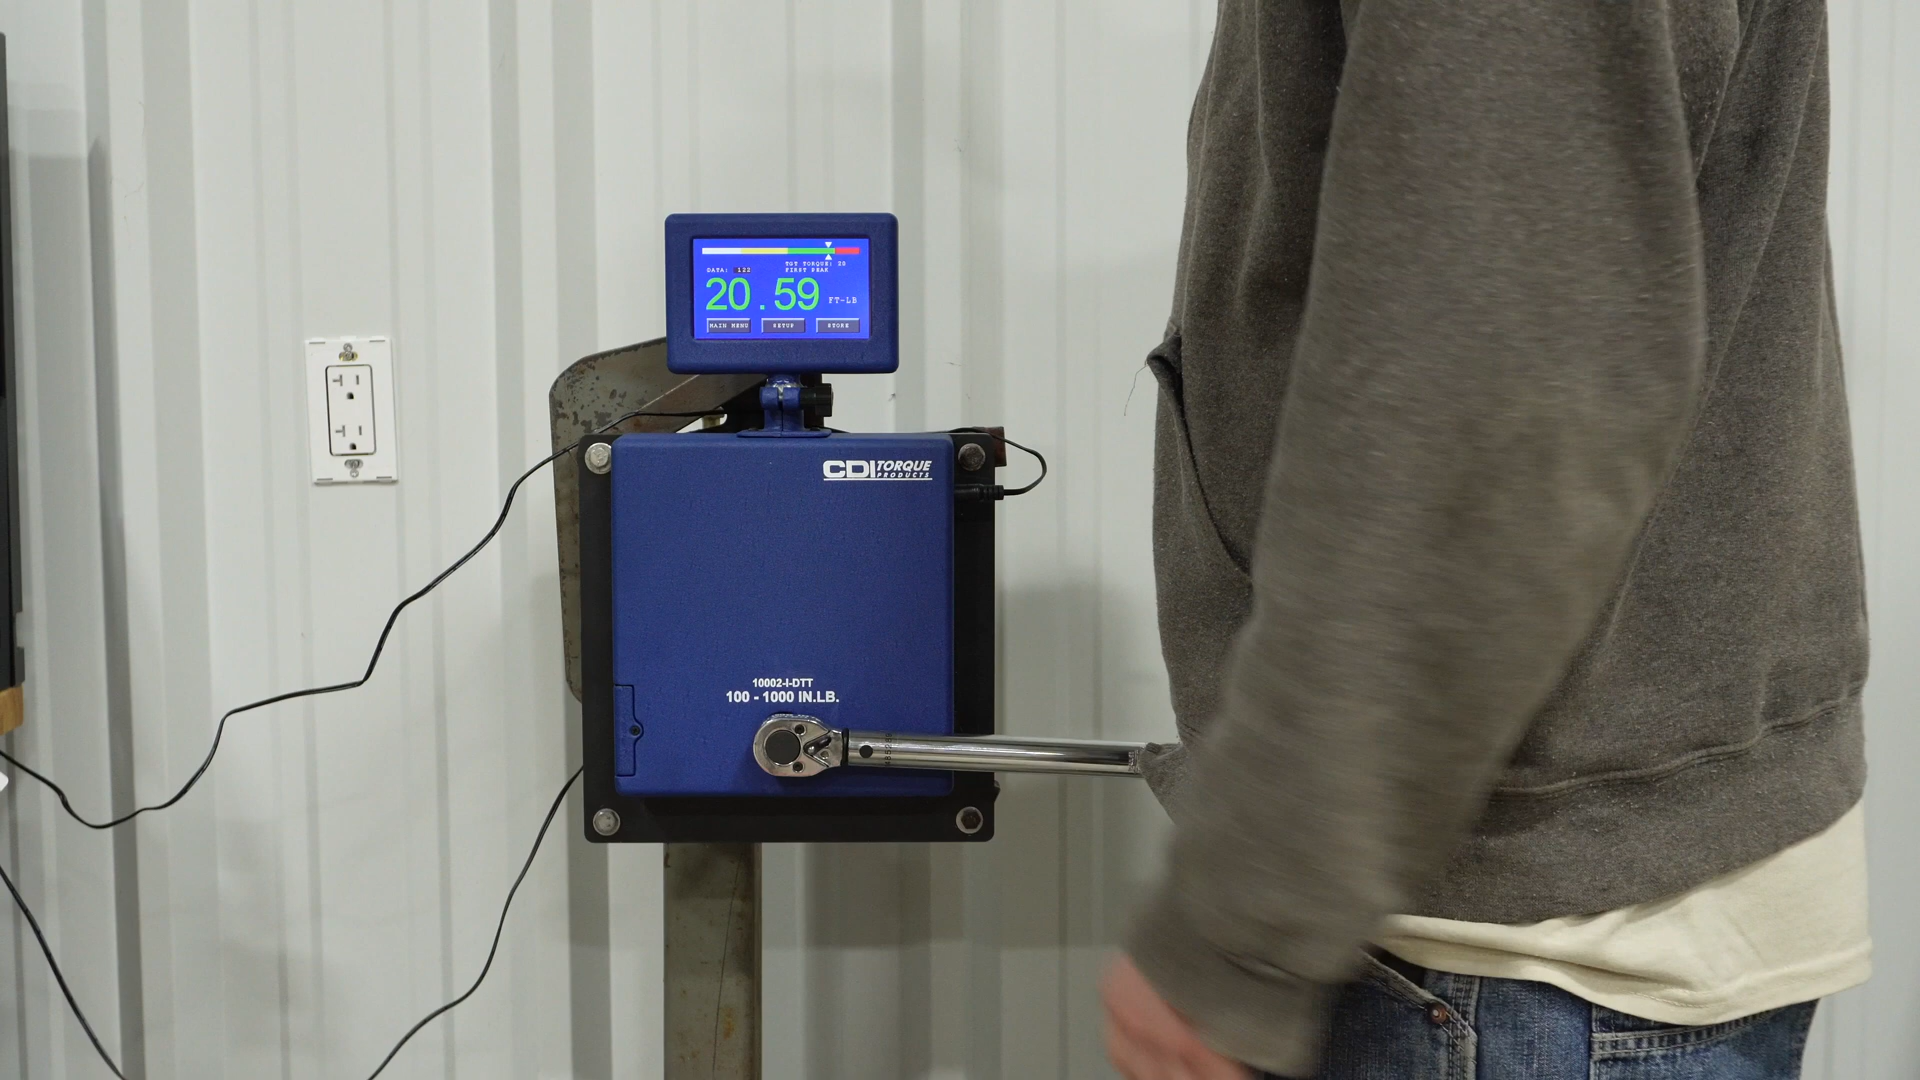 TGT TORQUE: 20
DATA: 122 FIRST PEAK
20.59 FT-LB
MAIN MENU SETUP STORE
CDI TORQUE
PRODUCTS
10002-I-DTT
100 - 1000 IN.LB.